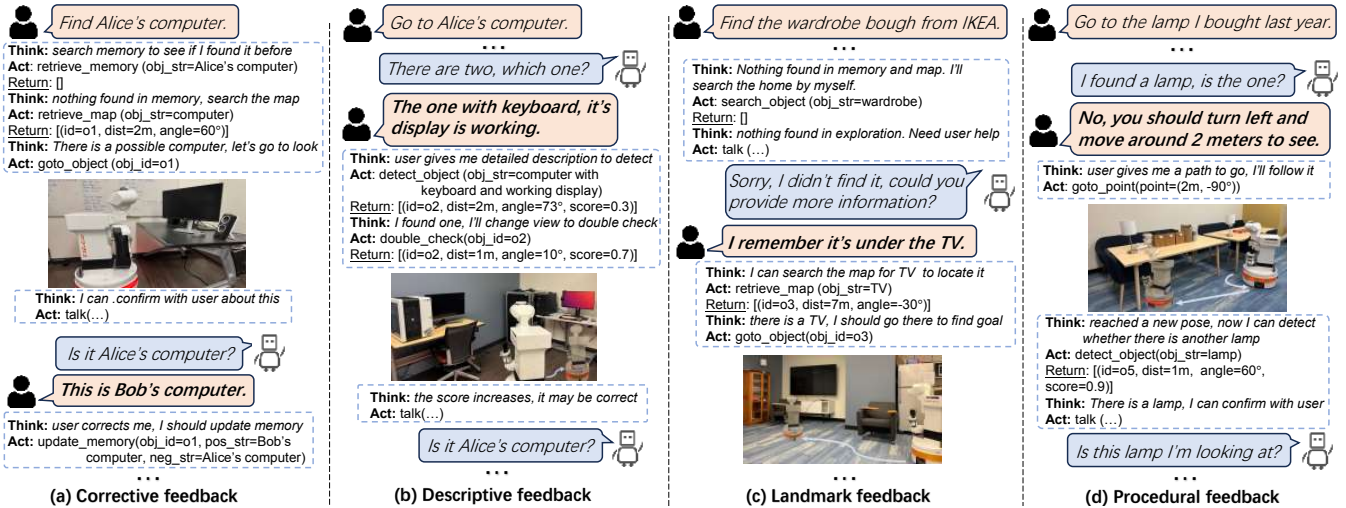 Find Alice's computer.
Think: search memory to see if I found it before
Act: retrieve_memory (obj_str=Alice's computer)
Return: []
Think: nothing found in memory, search the map
Act: retrieve_map (obj_str=computer)
Return: [(id=o1, dist=2m, angle=60°)]
Think: There is a possible computer, let's go to look
Act: goto_object (obj_id=o1)
Think: I can .confirm with user about this
Act: talk(…)
Is it Alice's computer?
This is Bob's computer.
Think: user corrects me, I should update memory
Act: update_memory(obj_id=o1, pos_str=Bob's
computer, neg_str=Alice's computer)
...
(a) Corrective feedback
Go to Alice's computer.
...
There are two, which one?
The one with keyboard, it's
display is working.
Think: user gives me detailed description to detect
Act: detect_object (obj_str=computer with
keyboard and working display)
Return: [(id=o2, dist=2m, angle=73°, score=0.3)]
Think: I found one, I'll change view to double check
Act: double_check(obj_id=o2)
Return: [(id=o2, dist=1m, angle=10°, score=0.7)]
Think: the score increases, it may be correct
Act: talk(…)
Is it Alice's computer?
...
(b) Descriptive feedback
Find the wardrobe bough from IKEA.
...
Think: Nothing found in memory and map. I'll
search the home by myself.
Act: search_object (obj_str=wardrobe)
Return: []
Think: nothing found in exploration. Need user help
Act: talk (…)
Sorry, I didn't find it, could you
provide more information?
I remember it's under the TV.
Think: I can search the map for TV to locate it
Act: retrieve_map (obj_str=TV)
Return: [(id=o3, dist=7m, angle=-30°)]
Think: there is a TV, I should go there to find goal
Act: goto_object(obj_id=o3)
...
(c) Landmark feedback
Go to the lamp I bought last year.
...
I found a lamp, is the one?
No, you should turn left and
move around 2 meters to see.
Think: user gives me a path to go, I'll follow it
Act: goto_point(point=(2m, -90°))
Think: reached a new pose, now I can detect
whether there is another lamp
Act: detect_object(obj_str=lamp)
Return: [(id=o5, dist=1m, angle=60°,
score=0.9)]
Think: There is a lamp, I can confirm with user
Act: talk (…)
Is this lamp I'm looking at?
...
(d) Procedural feedback